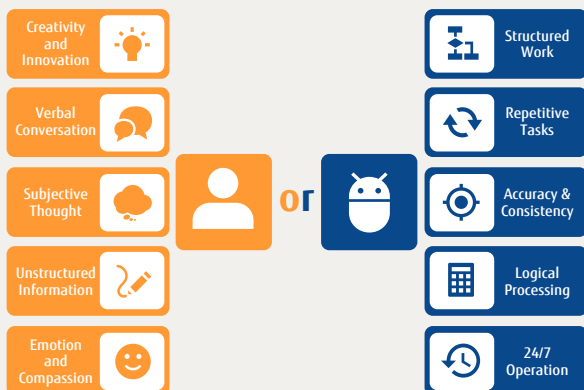 Creativity
and
Innovation
Verbal
Conversation
Subjective
Thought
Unstructured
Information
Emotion
and
Compassion
or
Structured
Work
Repetitive
Tasks
Accuracy &
Consistency
Logical
Processing
24/7
Operation